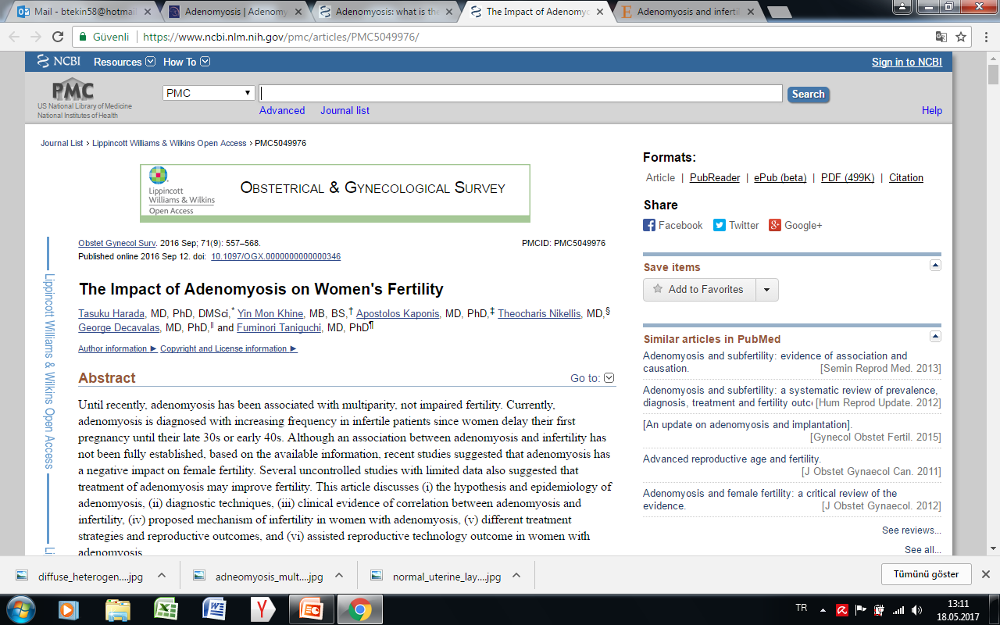 Mail - btekin58@hotmai
Adenomyosis | Adenomy
Adenomyosis: what is the
The Impact of Adenomyo
Adenomyosis and infertil
Güvenli
https://www.ncbi.nlm.nih.gov/pmc/articles/PMC5049976/
NCBI Resources How To Sign in to NCBI
PMC
US National Library of Medicine
National Institutes of Health
PMC
Search
Advanced Journal list
Help
Journal List > Lippincott Williams & Wilkins Open Access > PMC5049976
Lippincott
Williams & Wilkins
Open Access
OBSTETRICAL & GYNECOLOGICAL SURVEY
Obstet Gynecol Surv. 2016 Sep; 71(9): 557–568. PMCID: PMC5049976
Published online 2016 Sep 12. doi: 10.1097/OGX.0000000000000346
The Impact of Adenomyosis on Women's Fertility
Tasuku Harada, MD, PhD, DMSci,* Yin Mon Khine, MB, BS,† Apostolos Kaponis, MD, PhD,‡ Theocharis Nikellis, MD,§
George Decavalas, MD, PhD,∥ and Fuminori Taniguchi, MD, PhD¶
Author information ► Copyright and License information ►
Abstract
Go to:
Until recently, adenomyosis has been associated with multiparity, not impaired fertility. Currently,
adenomyosis is diagnosed with increasing frequency in infertile patients since women delay their first
pregnancy until their late 30s or early 40s. Although an association between adenomyosis and infertility has
not been fully established, based on the available information, recent studies suggested that adenomyosis has
a negative impact on female fertility. Several uncontrolled studies with limited data also suggested that
treatment of adenomyosis may improve fertility. This article discusses (i) the hypothesis and epidemiology of
adenomyosis, (ii) diagnostic techniques, (iii) clinical evidence of correlation between adenomyosis and
infertility, (iv) proposed mechanism of infertility in women with adenomyosis, (v) different treatment
strategies and reproductive outcomes, and (vi) assisted reproductive technology outcome in women with
adenomyosis.
Lippincott Williams & Wilkins Open Access
Li
Formats:
Article | PubReader | ePub (beta) | PDF (499K) | Citation
Share
Facebook Twitter Google+
Save items
Add to Favorites
Similar articles in PubMed
Adenomyosis and subfertility: evidence of association and
causation. [Semin Reprod Med. 2013]
Adenomyosis and subfertility: a systematic review of prevalence,
diagnosis, treatment and fertility outc [Hum Reprod Update. 2012]
[An update on adenomyosis and implantation].
[Gynecol Obstet Fertil. 2015]
Advanced reproductive age and fertility.
[J Obstet Gynaecol Can. 2011]
Adenomyosis and female fertility: a critical review of the
evidence. [J Obstet Gynaecol. 2012]
See reviews...
See all...
diffuse_heterogen....jpg
adneomyosis_mult....jpg
normal_uterine_lay....jpg
Tümünü göster
TR
13:11
18.05.2017